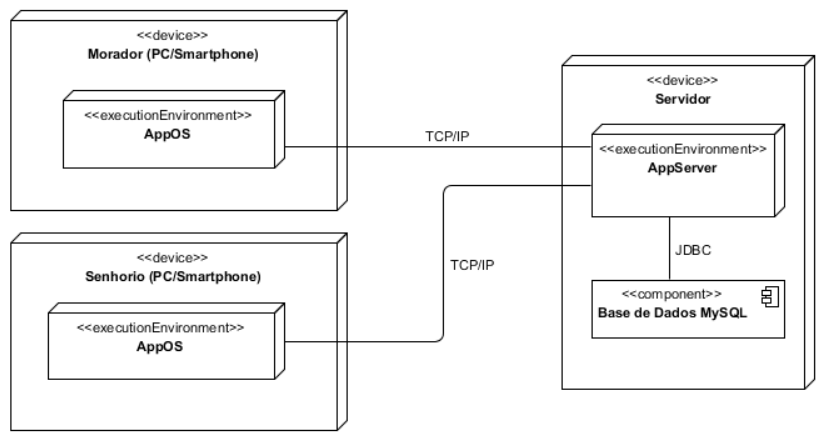 <<device>>
Morador (PC/Smartphone)
<<executionEnvironment>>
AppOS
TCP/IP
<<device>>
Servidor
<<executionEnvironment>>
AppServer
JDBC
<<component>>
Base de Dados MySQL
<<device>>
Senhorio (PC/Smartphone)
<<executionEnvironment>>
AppOS
TCP/IP